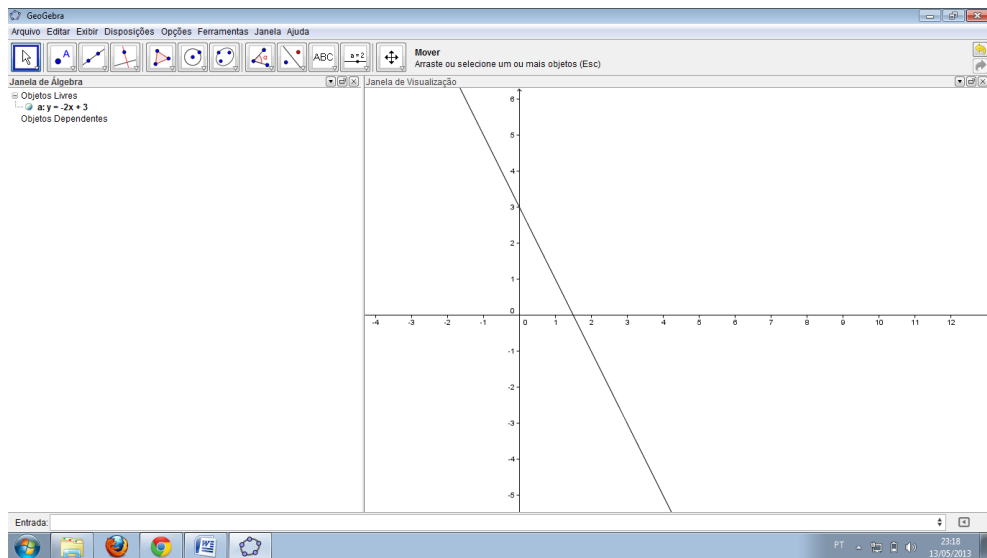 GeoGebra
Arquivo Editar Exibir Disposições Opções Ferramentas Janela Ajuda
A
α
ABC
a=2
Mover
Arraste ou selecione um ou mais objetos (Esc)
Janela de Álgebra
Janela de Visualização
Objetos Livres
a: y = -2x + 3
Objetos Dependentes
6
5
4
3
2
1
0
-4 -3 -2 -1 0 1 2 3 4 5 6 7 8 9 10 11 12
-1
-2
-3
-4
-5
Entrada:
PT
23:18
13/05/2013